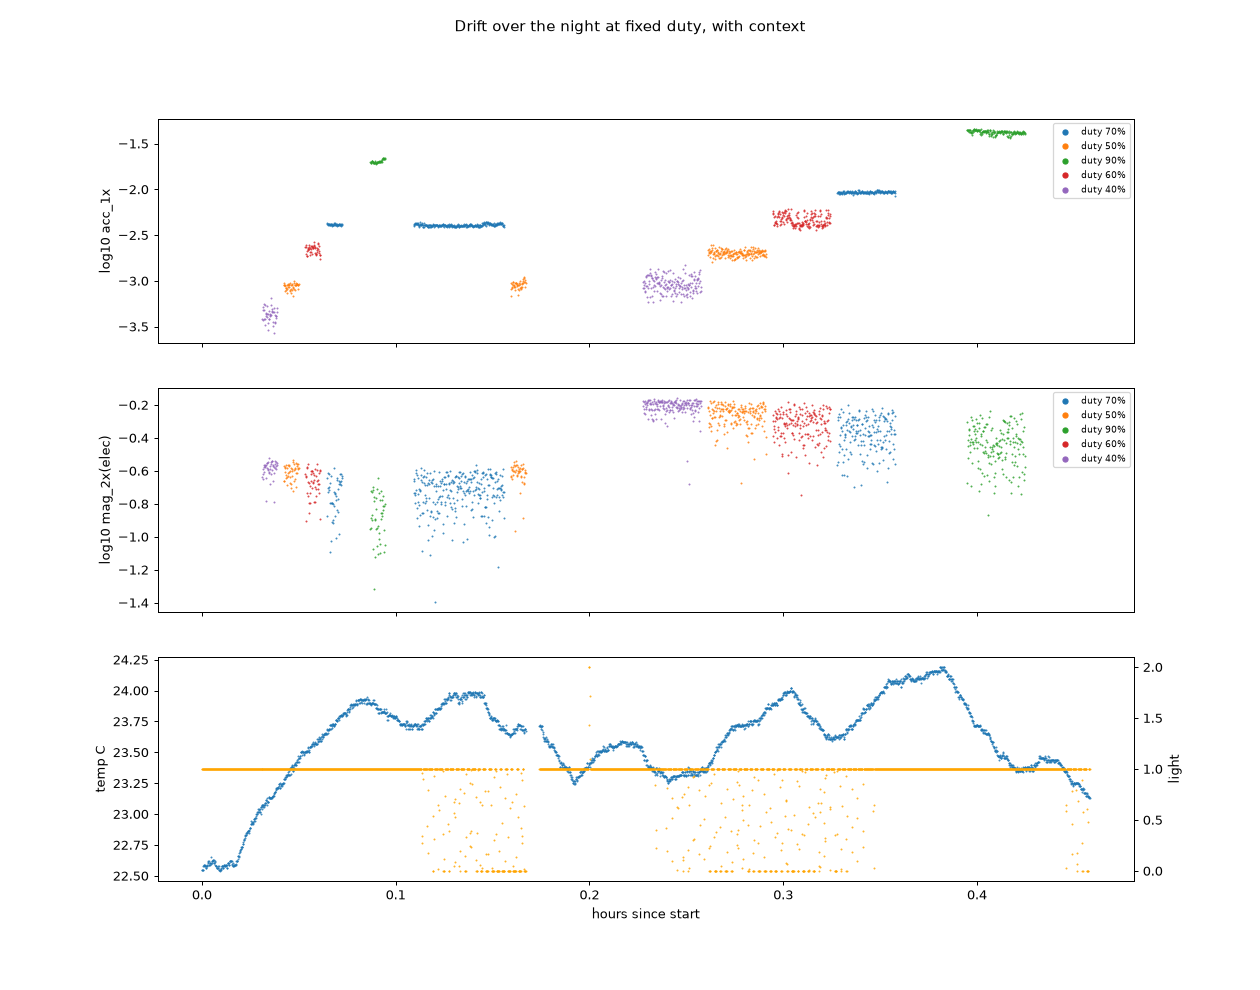 Drift over the night at fixed duty, with context
log10 acc_1x
−1.5
−2.0
−2.5
−3.0
−3.5
duty 70%
duty 50%
duty 90%
duty 60%
duty 40%
log10 mag_2x(elec)
−0.2
−0.4
−0.6
−0.8
−1.0
−1.2
−1.4
duty 70%
duty 50%
duty 90%
duty 60%
duty 40%
temp C
24.25
24.00
23.75
23.50
23.25
23.00
22.75
22.50
2.0
1.5
1.0
0.5
0.0
light
0.0 0.1 0.2 0.3 0.4
hours since start